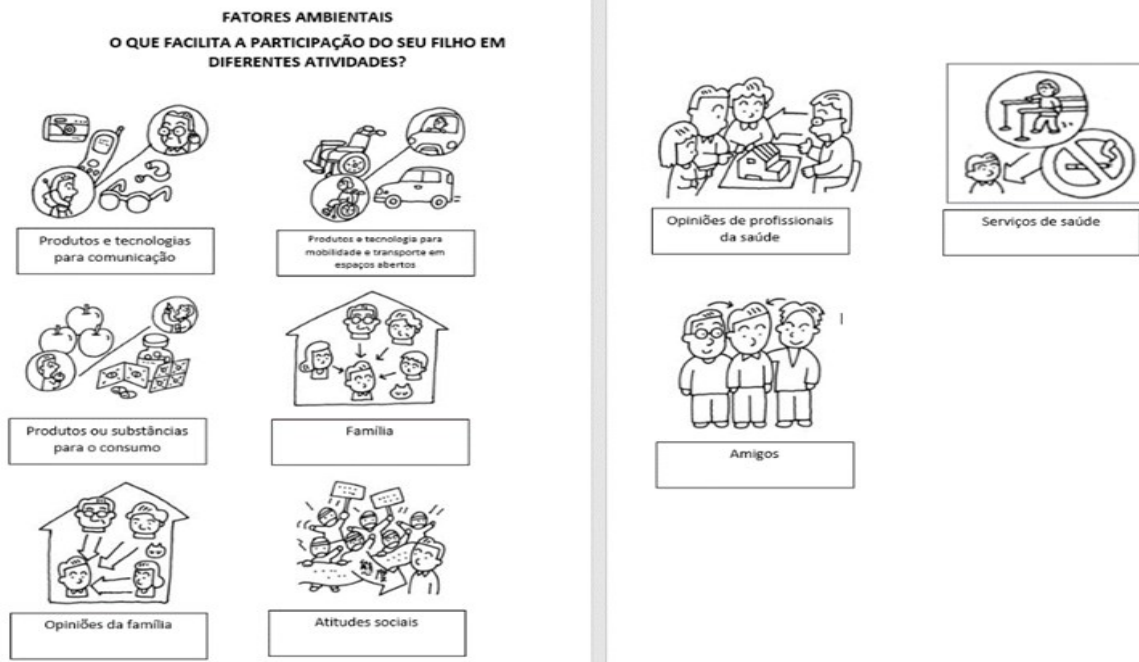 FATORES AMBIENTAIS
O QUE FACILITA A PARTICIPAÇÃO DO SEU FILHO EM
DIFERENTES ATIVIDADES?
Produtos e tecnologias
para comunicação
Produtos e tecnologia para
mobilidade e transporte em
espaços abertos
Produtos ou substâncias
para o consumo
Família
Opiniões da família
Atitudes sociais
Opiniões de profissionais
da saúde
Serviços de saúde
Amigos